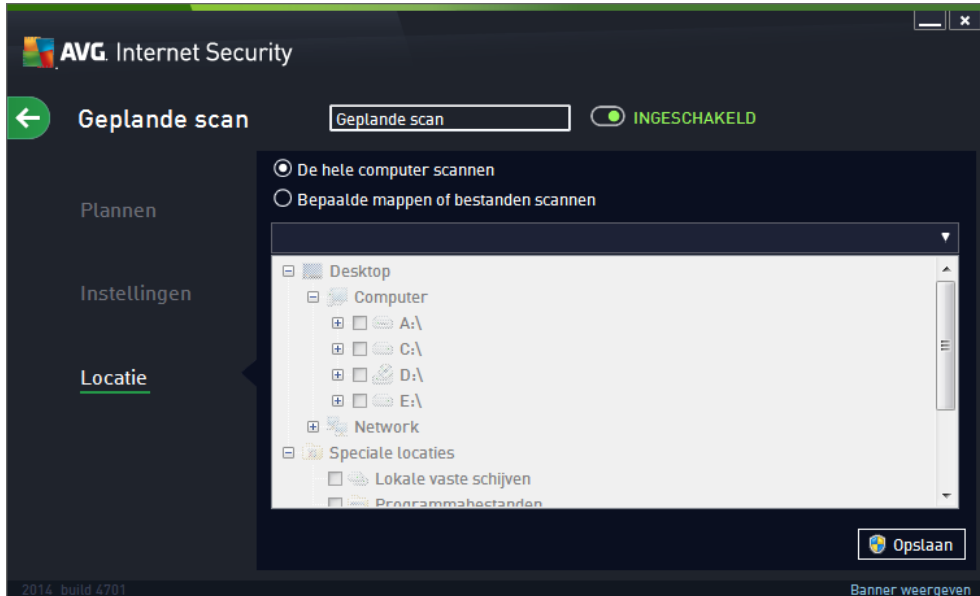 AVG. Internet Security
Geplande scan
Geplande scan
INGESCHAKELD
De hele computer scannen
Bepaalde mappen of bestanden scannen
Plannen
Instellingen
Locatie
Desktop
Computer
A:\
C:\
D:\
E:\
Network
Speciale locaties
Lokale vaste schijven
Programmabestanden
Opslaan
2014 build 4701
Banner weergeven